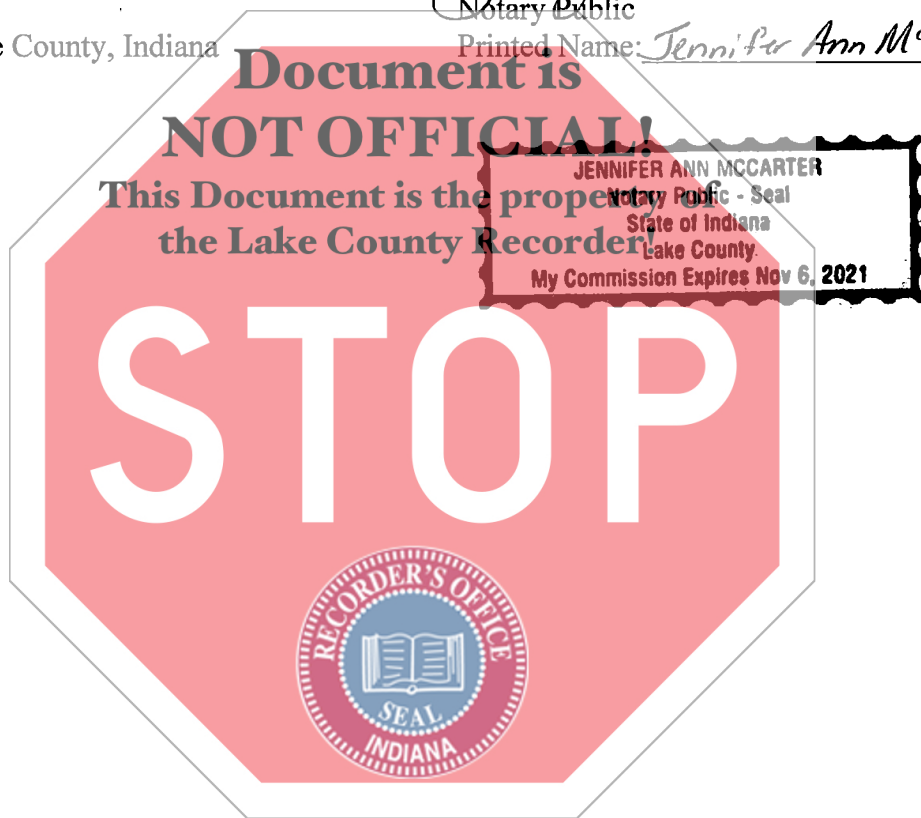 Notary Public
County, Indiana
Printed Name: Jennifer Ann Mc
Document is
NOT OFFICIAL!
This Document is the property of
the Lake County Recorder!
JENNIFER ANN MCCARTER
Notary Public - Seal
State of Indiana
Lake County
My Commission Expires Nov 6, 2021
STOP
RECORDER'S OFFICE
SEAL
INDIANA